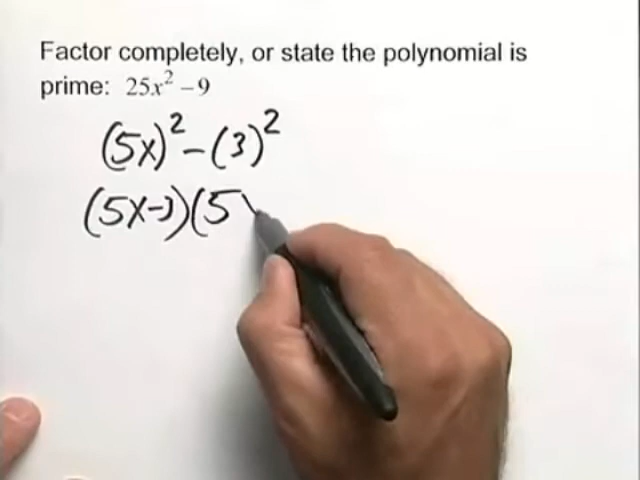 Factor completely, or state the polynomial is
prime: 25x² − 9
(5x)² − (3)²
(5x−3)(5